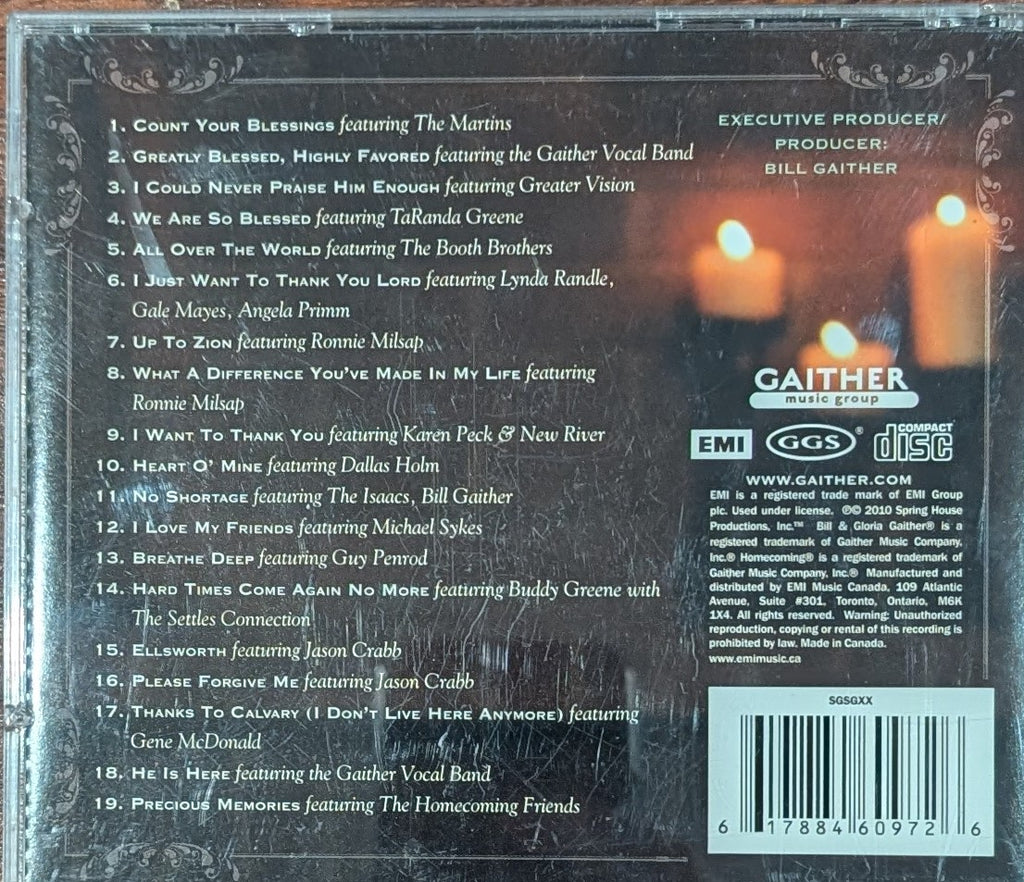 1. Count Your Blessings featuring The Martins
2. Greatly Blessed, Highly Favored featuring the Gaither Vocal Band
3. I Could Never Praise Him Enough featuring Greater Vision
4. We Are So Blessed featuring TaRanda Greene
5. All Over The World featuring The Booth Brothers
6. I Just Want To Thank You Lord featuring Lynda Randle,
Gale Mayes, Angela Primm
7. Up To Zion featuring Ronnie Milsap
8. What A Difference You've Made In My Life featuring
Ronnie Milsap
9. I Want To Thank You featuring Karen Peck & New River
10. Heart O' Mine featuring Dallas Holm
11. No Shortage featuring The Isaacs, Bill Gaither
12. I Love My Friends featuring Michael Sykes
13. Breathe Deep featuring Guy Penrod
14. Hard Times Come Again No More featuring Buddy Greene with
The Settles Connection
15. Ellsworth featuring Jason Crabb
16. Please Forgive Me featuring Jason Crabb
17. Thanks To Calvary (I Don't Live Here Anymore) featuring
Gene McDonald
18. He Is Here featuring the Gaither Vocal Band
19. Precious Memories featuring The Homecoming Friends
EXECUTIVE PRODUCER/
PRODUCER:
BILL GAITHER
GAITHER
music group
EMI GGS® COMPACT disc
WWW.GAITHER.COM
EMI is a registered trade mark of EMI Group
plc. Used under license. ℗© 2010 Spring House
Productions, Inc.™ Bill & Gloria Gaither® is a
registered trademark of Gaither Music Company,
Inc.® Homecoming® is a registered trademark of
Gaither Music Company, Inc.® Manufactured and
distributed by EMI Music Canada, 109 Atlantic
Avenue, Suite #301, Toronto, Ontario, M6K
1X4. All rights reserved. Warning: Unauthorized
reproduction, copying or rental of this recording is
prohibited by law. Made in Canada.
www.emimusic.ca
SGSGXX
6 17884 60972 6